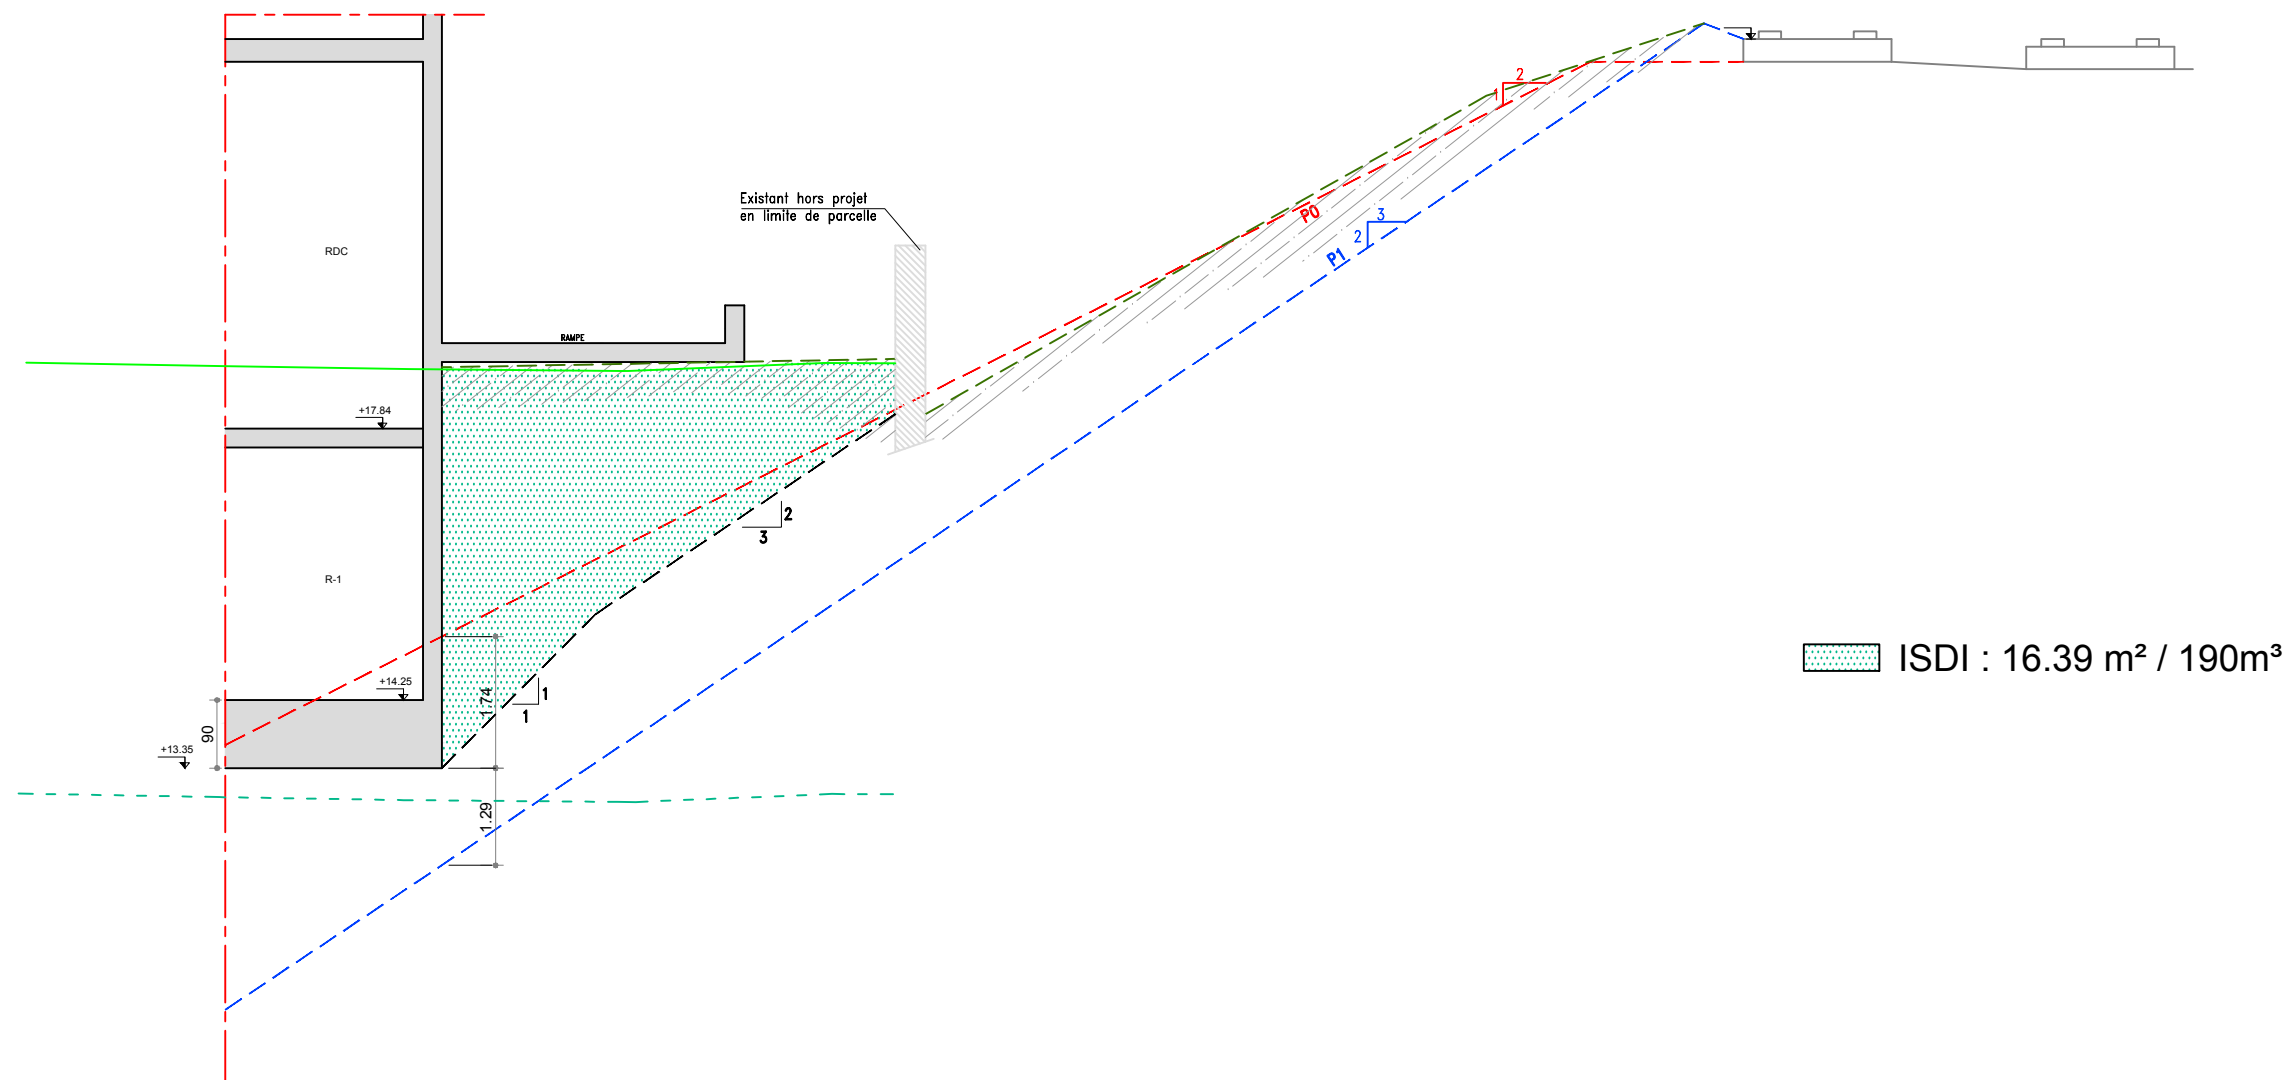 2
1
Existant hors projet
en limite de parcelle
P0
3
2
P1
RDC
RAMPE
+17.84
2
3
R-1
ISDI : 16.39 m² / 190m³
+14.25
1.74
1
1
90
+13.35
1.29